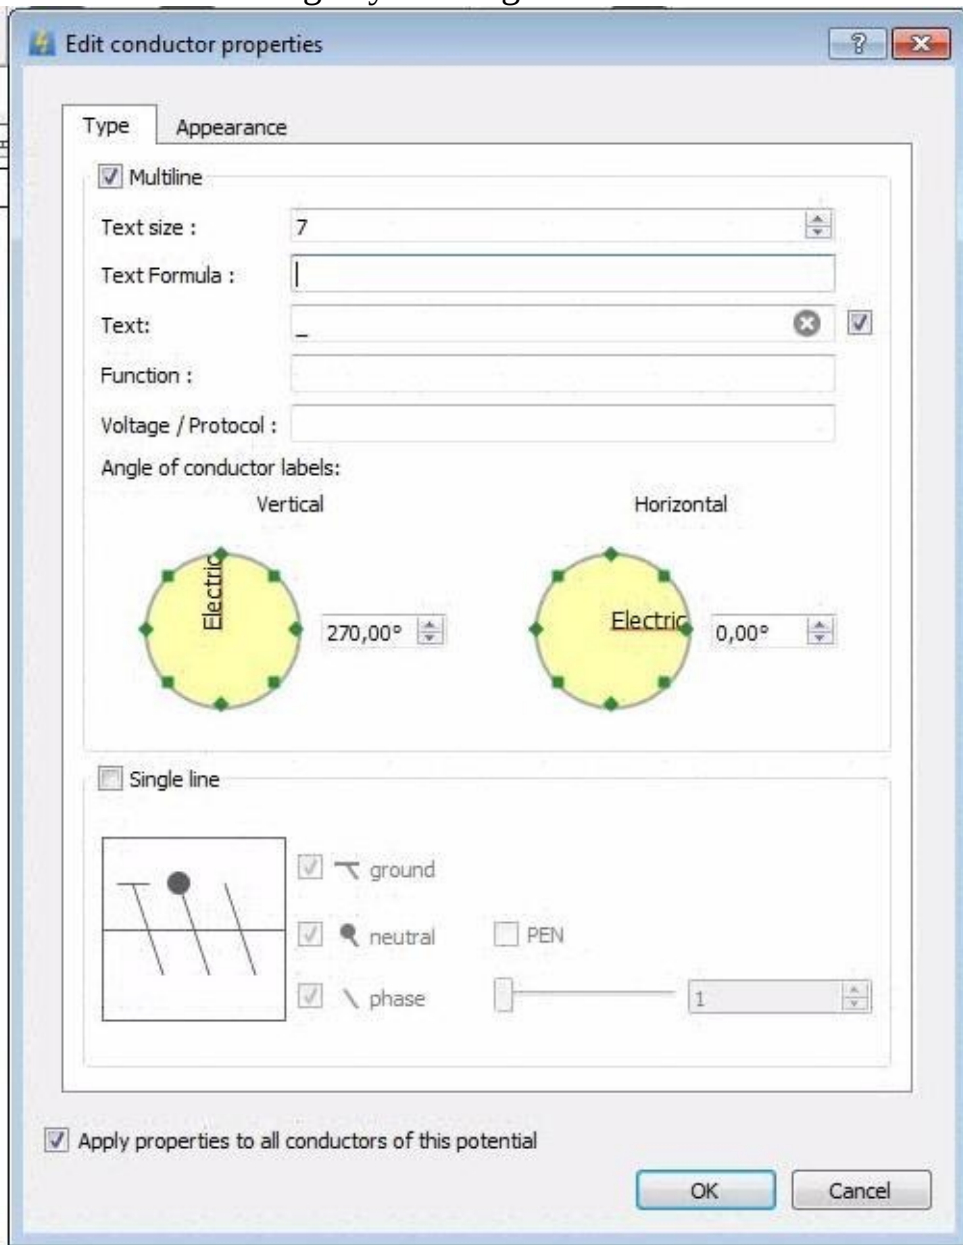 Edit conductor properties
Type Appearance
Multiline
Text size : 7
Text Formula :
Text: _
Function :
Voltage / Protocol :
Angle of conductor labels:
Vertical Horizontal
Electric 270,00° Electric 0,00°
Single line
ground
neutral PEN
phase 1
Apply properties to all conductors of this potential
OK Cancel